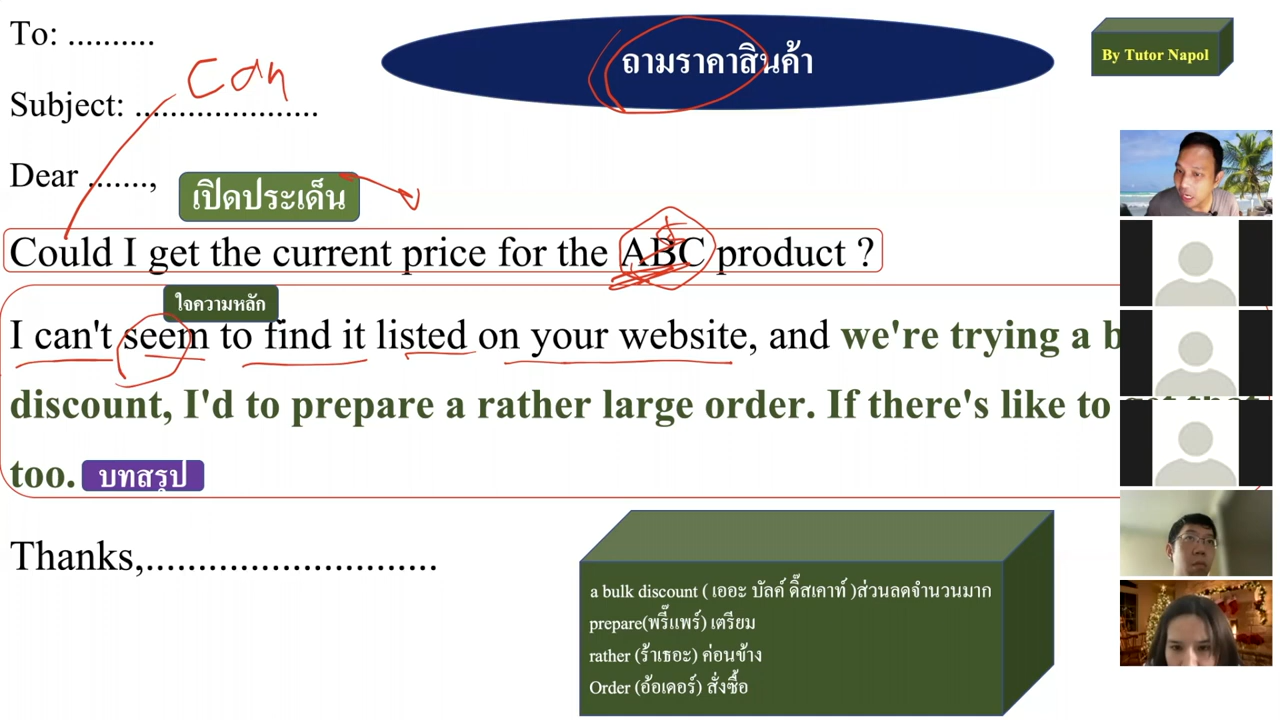 To: ..........
ถามราคาสินค้า
By Tutor Napol
can
Subject: .....................
Dear .......,
เปิดประเด็น
Could I get the current price for the ABC product ?
ใจความหลัก
I can't seem to find it listed on your website, and we're trying a b
discount, I'd to prepare a rather large order. If there's like to
too. บทสรุป
Thanks,............................
a bulk discount ( เออะ บัลค์ ดิ๊สเคาท์ )ส่วนลดจำนวนมาก
prepare(พรี๊แพร์) เตรียม
rather (ร้าเธอะ) ค่อนข้าง
Order (อ้อเดอร์) สั่งซื้อ